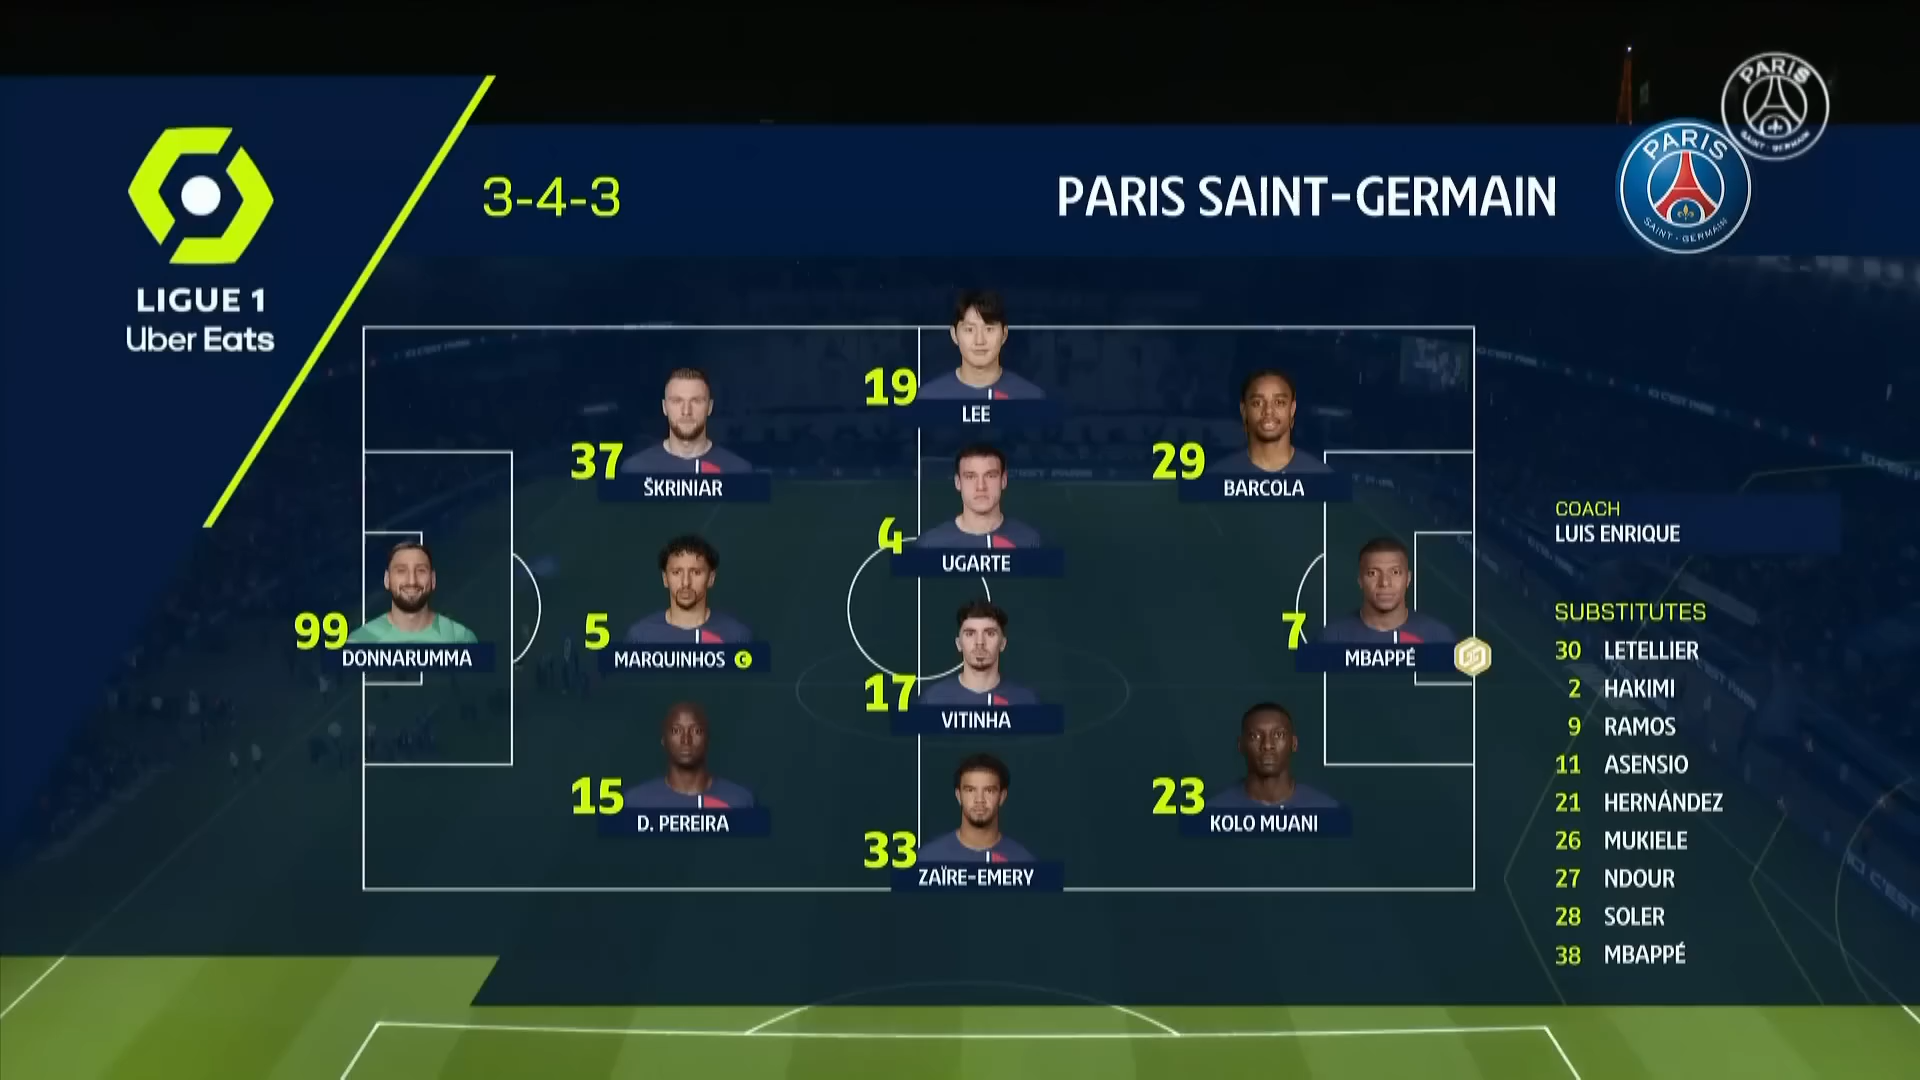 PARIS
SAINT-GERMAIN
3-4-3
PARIS SAINT-GERMAIN
PARIS
SAINT-GERMAIN
LIGUE 1
Uber Eats
19
LEE
37
ŠKRINIAR
29
BARCOLA
4
UGARTE
99
DONNARUMMA
5
MARQUINHOS C
7
MBAPPÉ
17
VITINHA
15
D. PEREIRA
23
KOLO MUANI
33
ZAÏRE-EMERY
COACH
LUIS ENRIQUE
SUBSTITUTES
30 LETELLIER
2 HAKIMI
9 RAMOS
11 ASENSIO
21 HERNÁNDEZ
26 MUKIELE
27 NDOUR
28 SOLER
38 MBAPPÉ